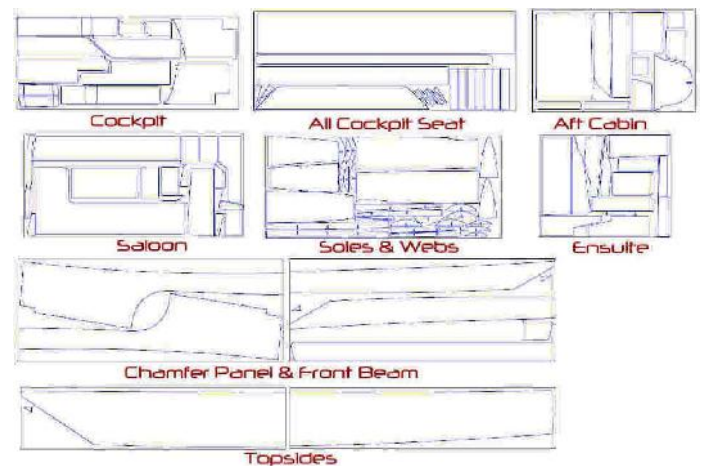 Cockpit
All Cockpit Seat
Aft Cabin
Saloon
Soles & Webs
Ensuite
Chamfer Panel & Front Beam
Topsides